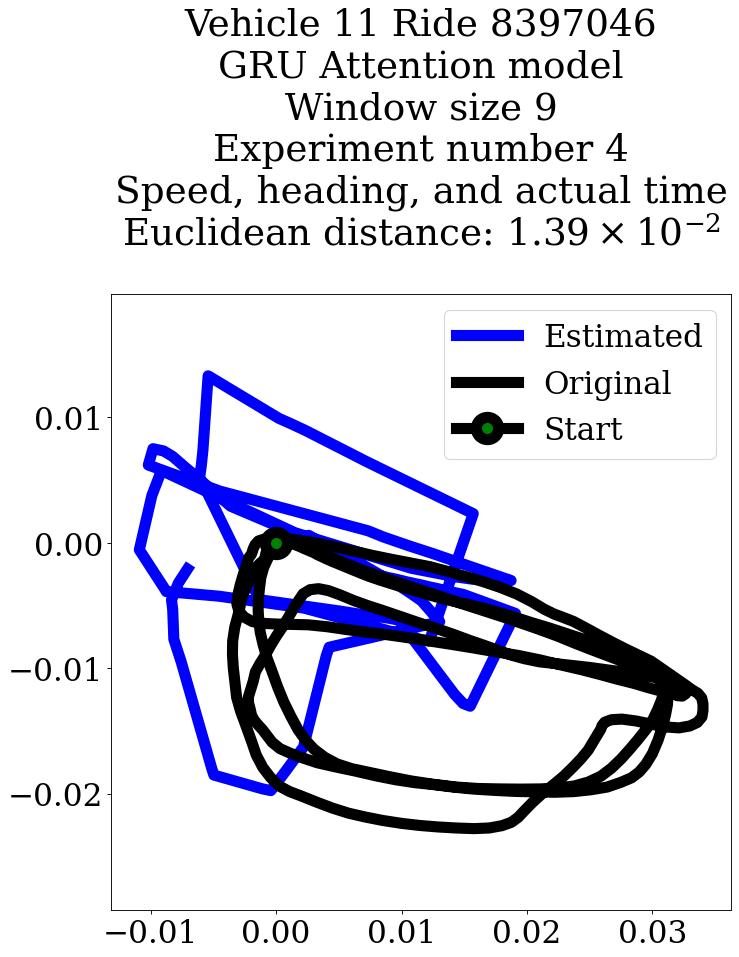 Vehicle 11 Ride 8397046
GRU Attention model
Window size 9
Experiment number 4
Speed, heading, and actual time
Euclidean distance: 1.39 × 10⁻²
Estimated
Original
Start
0.01
0.00
−0.01
−0.02
−0.01 0.00 0.01 0.02 0.03